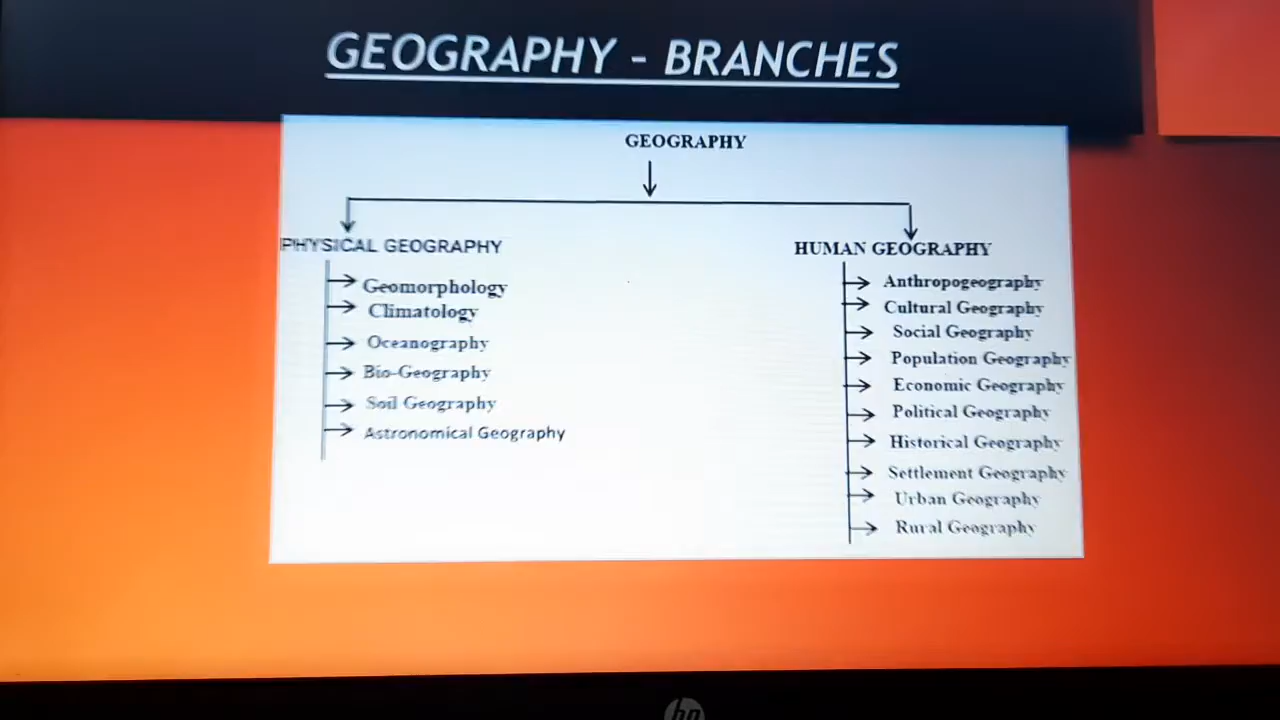 GEOGRAPHY - BRANCHES
GEOGRAPHY
PHYSICAL GEOGRAPHY
Geomorphology
Climatology
Oceanography
Bio-Geography
Soil Geography
Astronomical Geography
HUMAN GEOGRAPHY
Anthropogeography
Cultural Geography
Social Geography
Population Geography
Economic Geography
Political Geography
Historical Geography
Settlement Geography
Urban Geography
Rural Geography
hp